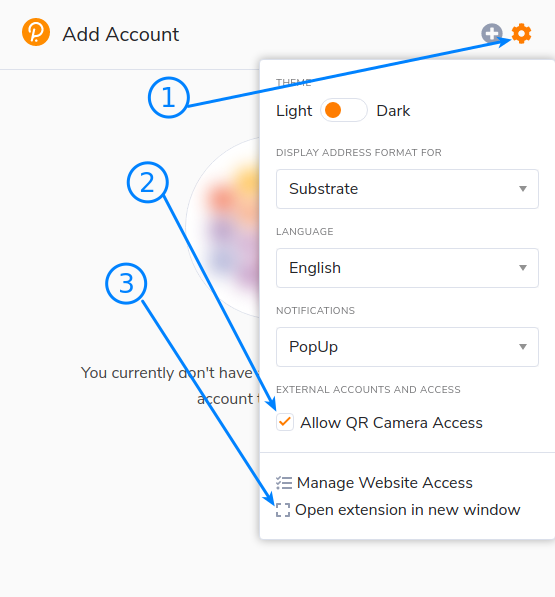 Add Account
1
THEME
Light Dark
DISPLAY ADDRESS FORMAT FOR
2
Substrate
LANGUAGE
English
3
NOTIFICATIONS
PopUp
You currently don't have
EXTERNAL ACCOUNTS AND ACCESS
account
Allow QR Camera Access
Manage Website Access
Open extension in new window